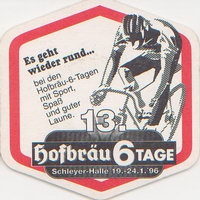 Es geht
wieder rund...
bei den
Hofbräu-6-Tagen
mit Sport,
Spaß
und guter
Laune.
13.
Hofbräu 6 TAGE
Schleyer-Halle 19.-24.1.96